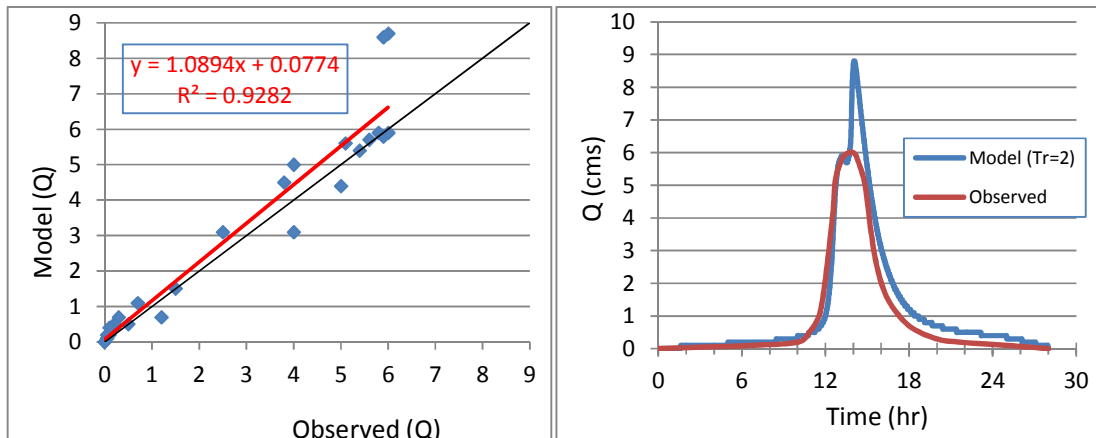 9
8
7
6
5
4
3
2
1
0
Model (Q)
y = 1.0894x + 0.0774
R² = 0.9282
0 1 2 3 4 5 6 7 8 9
Observed (Q)
10
9
8
7
6
5
4
3
2
1
0
Q (cms)
Model (Tr=2)
Observed
0 6 12 18 24 30
Time (hr)